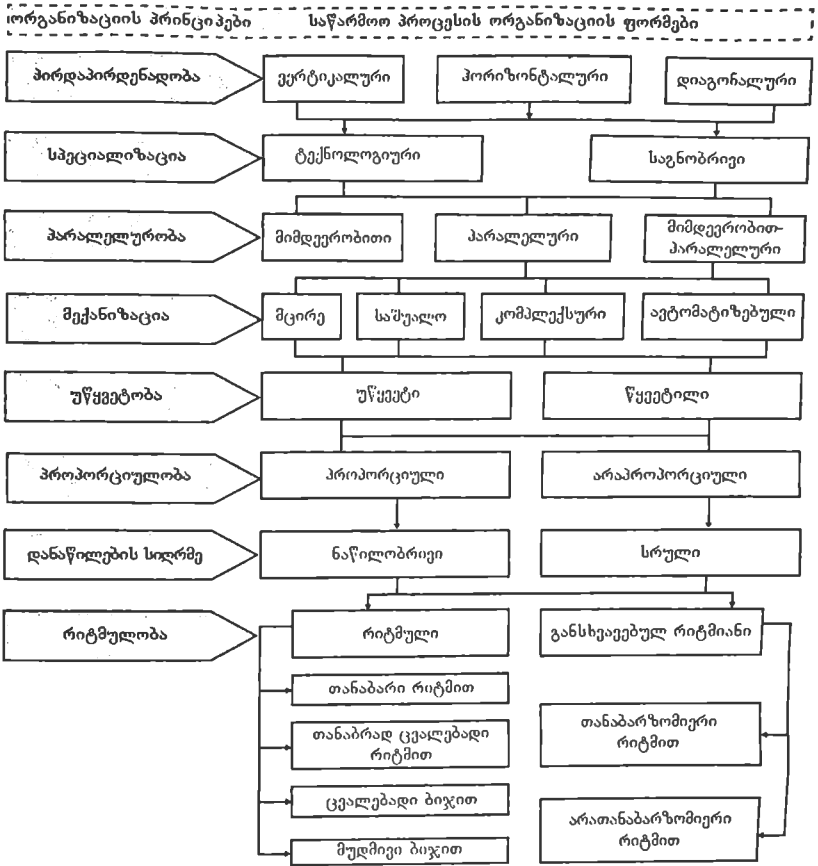 ორგანიზაციის პრინციპები საწარმოო პროცესის ორგანიზაციის ფორმები
პირდაპირდენადობა ვერტიკალური ჰორიზონტალური დიაგონალური
სპეციალიზაცია ტექნოლოგიური საგნობრივი
პარალელურობა მიმდევრობითი პარალელური მიმდევრობით-
პარალელური
მექანიზაცია მცირე საშუალო კომპლექსური ავტომატიზებული
უწყვეტობა უწყვეტი წყვეტილი
პროპორციულობა პროპორციული არაპროპორციული
დანაწილების სიღრმე ნაწილობრივი სრული
რიტმულობა რიტმული განსხვავებულ რიტმიანი
თანაბარი რიტმით
თანაბრად ცვალებადი
რიტმით
თანაბარზომიერი
რიტმით
ცვალებადი ბიჯით
არათანაბარზომიერი
რიტმით
მუდმივი ბიჯით